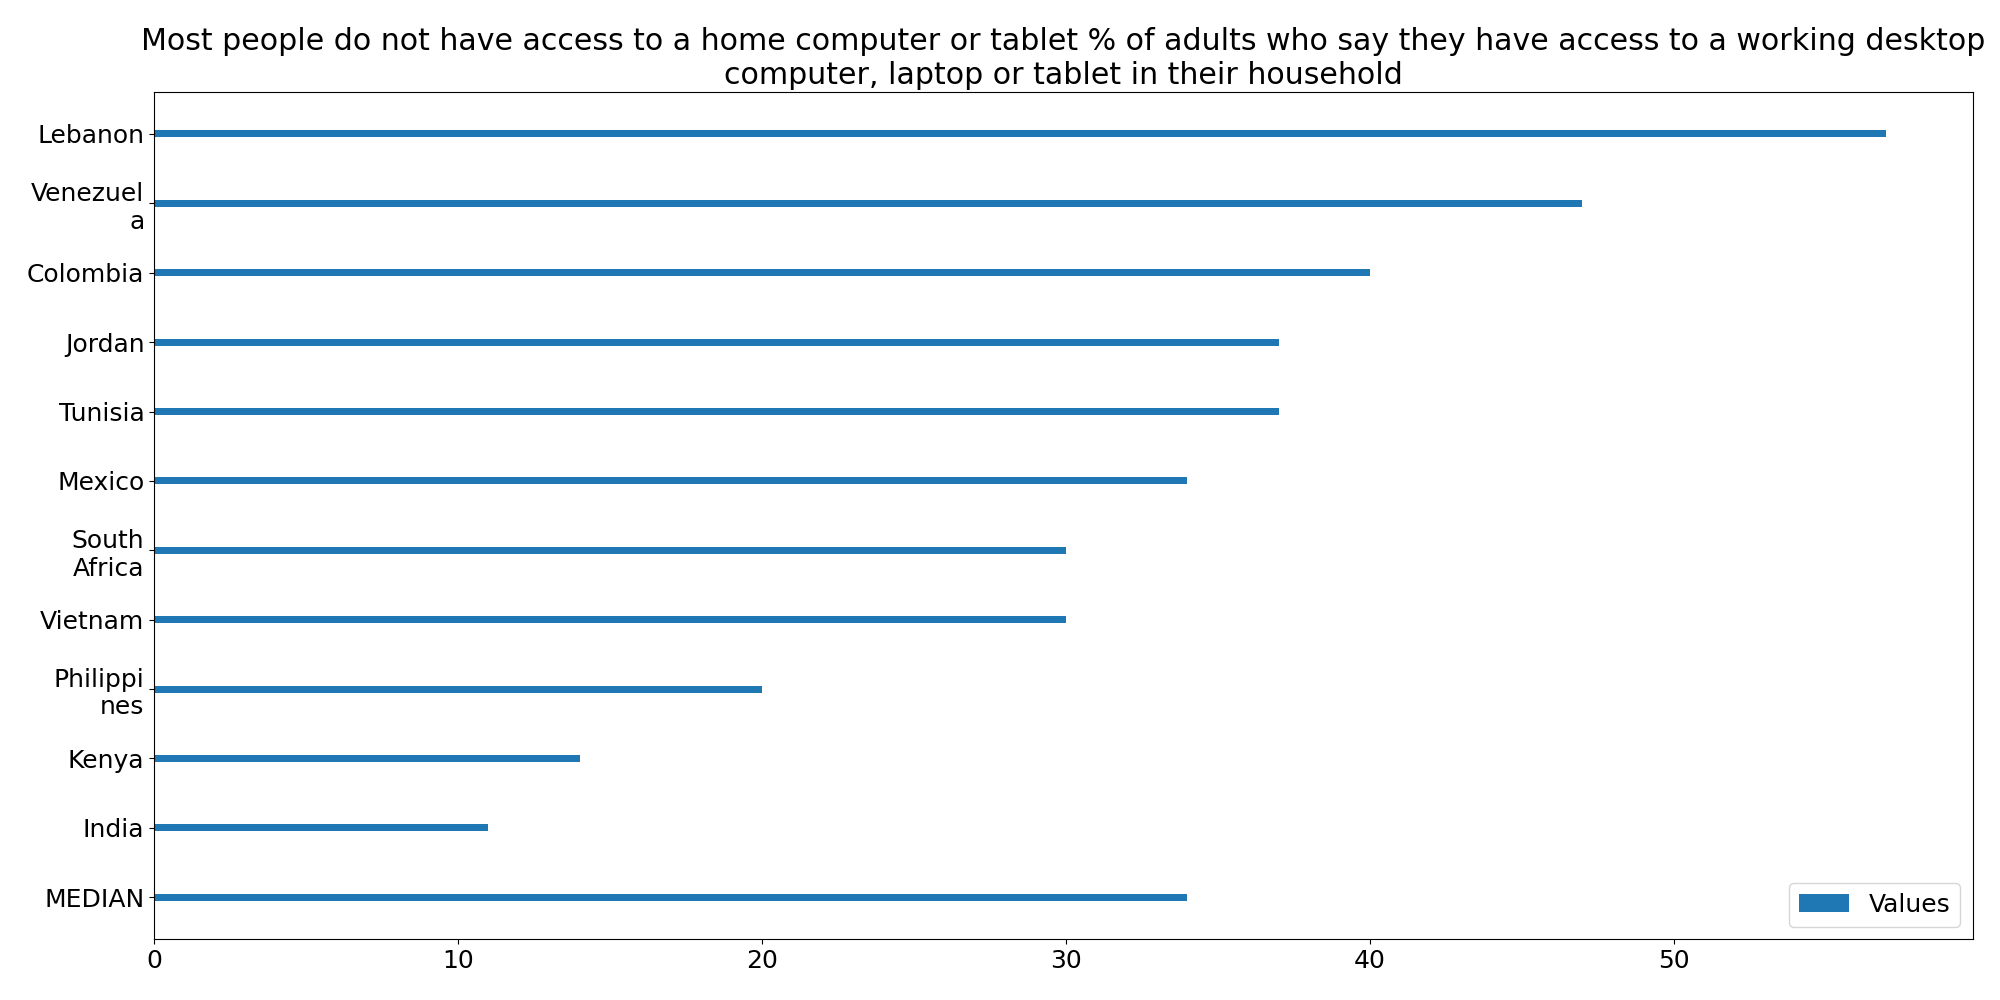 Most people do not have access to a home computer or tablet % of adults who say they have access to a working desktop
computer, laptop or tablet in their household
Lebanon
Venezuel
a
Colombia
Jordan
Tunisia
Mexico
South
Africa
Vietnam
Philippi
nes
Kenya
India
MEDIAN
Values
0 10 20 30 40 50